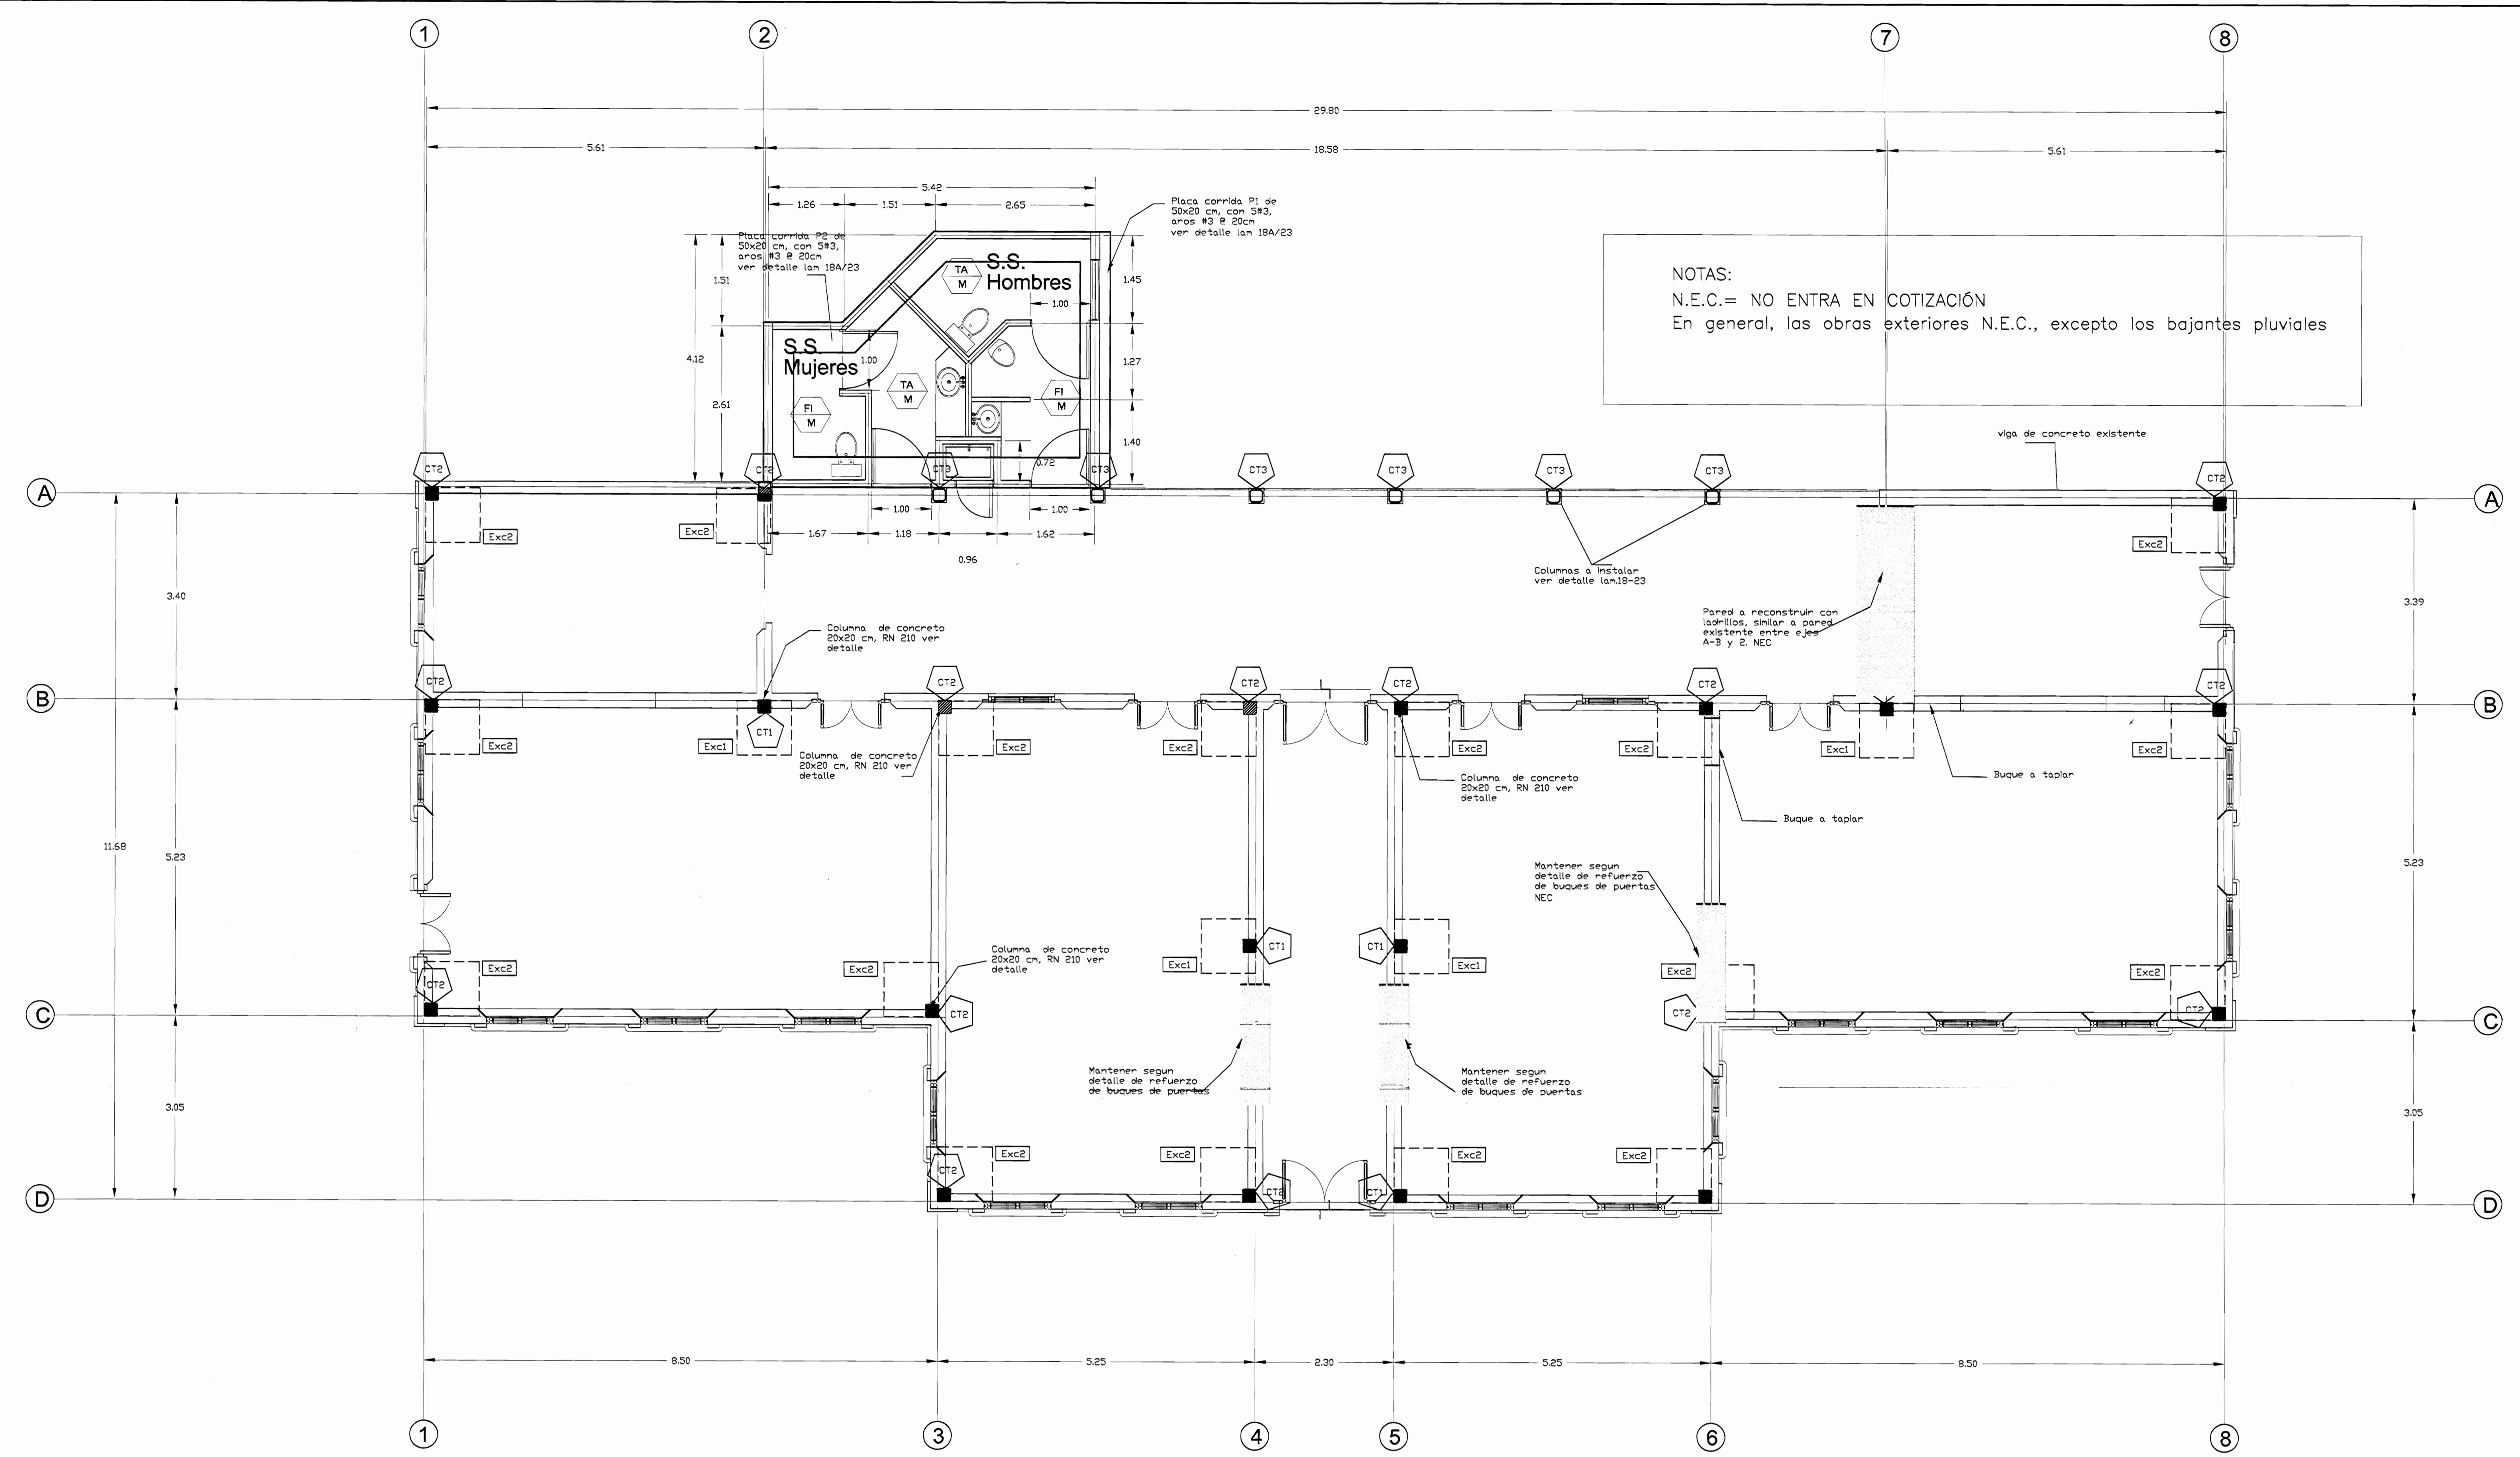 1
2
7
8
29.80
5.61
18.58
5.61
5.42
1.26
1.51
2.65
Placa corrida P1 de
50x20 cm, con 5#3,
aros #3 @ 20cm
ver detalle lam 18A/23
Placa corrida P2 de
50x20 cm, con 5#3,
aros #3 @ 20cm
ver detalle lam 18A/23
S.S.
Hombres
TA
M
1.00
1.45
1.51
4.12
2.61
S.S.
Mujeres
1.00
TA
M
FI
M
FI
M
1.27
1.40
0.72
NOTAS:
N.E.C.= NO ENTRA EN COTIZACIÓN
En general, las obras exteriores N.E.C., excepto los bajantes pluviales
viga de concreto existente
CT2
CT2
CT3
CT3
CT3
CT3
CT3
CT3
CT2
A
A
Exc2
Exc2
1.00
1.00
1.67
1.18
1.62
0.96
Exc2
Columnas a instalar
ver detalle lam.18-23
3.40
3.39
Pared a reconstruir con
ladrillos, similar a pared
existente entre ejes
A-B y 2. NEC
Columna de concreto
20x20 cm, RN 210 ver
detalle
CT2
CT2
CT2
CT2
CT2
CT2
B
B
CT1
Exc2
Exc1
Exc2
Exc2
Exc2
Exc2
Exc1
Exc2
Columna de concreto
20x20 cm, RN 210 ver
detalle
Columna de concreto
20x20 cm, RN 210 ver
detalle
Buque a tapiar
Buque a tapiar
11.68
5.23
5.23
Mantener segun
detalle de refuerzo
de buques de puertas
NEC
Columna de concreto
20x20 cm, RN 210 ver
detalle
CT1
CT1
Exc2
Exc2
Exc1
Exc1
Exc2
Exc2
CT2
CT2
CT2
CT2
C
C
Mantener segun
detalle de refuerzo
de buques de puertas
Mantener segun
detalle de refuerzo
de buques de puertas
3.05
3.05
Exc2
Exc2
Exc2
Exc2
CT2
CT2
CT1
D
D
8.50
5.25
2.30
5.25
8.50
1
3
4
5
6
8